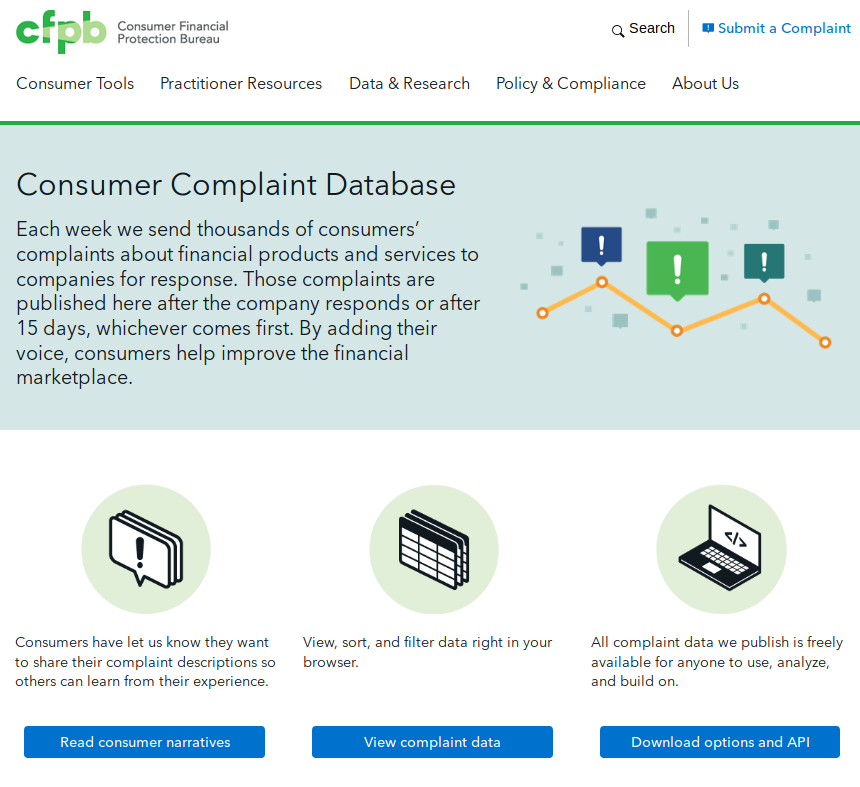 cfpb Consumer Financial
Protection Bureau
Search
Submit a Complaint
Consumer Tools Practitioner Resources Data & Research Policy & Compliance About Us
Consumer Complaint Database
Each week we send thousands of consumers’
complaints about financial products and services to
companies for response. Those complaints are
published here after the company responds or after
15 days, whichever comes first. By adding their
voice, consumers help improve the financial
marketplace.
! ! !
!
</>
Consumers have let us know they want
to share their complaint descriptions so
others can learn from their experience.
Read consumer narratives
View, sort, and filter data right in your
browser.
View complaint data
All complaint data we publish is freely
available for anyone to use, analyze,
and build on.
Download options and API